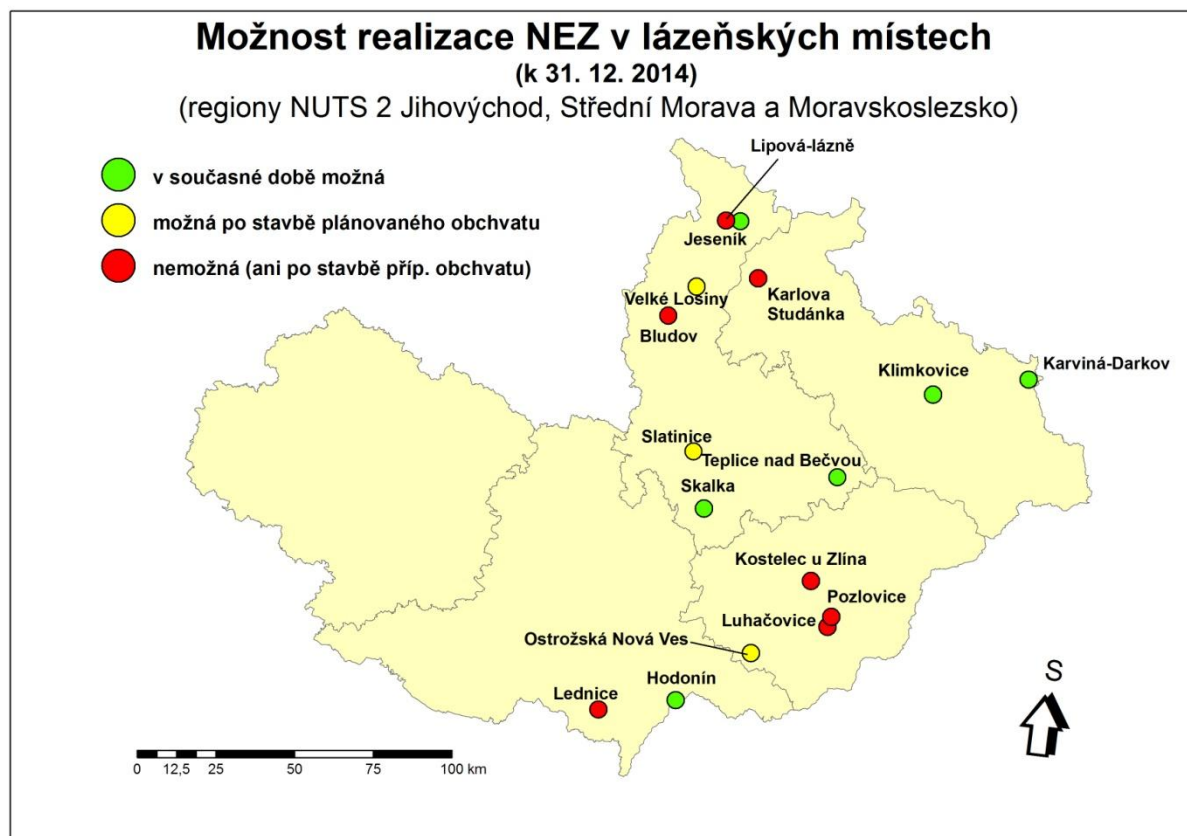 Možnost realizace NEZ v lázeňských místech
(k 31. 12. 2014)
(regiony NUTS 2 Jihovýchod, Střední Morava a Moravskoslezsko)
v současné době možná
možná po stavbě plánovaného obchvatu
nemožná (ani po stavbě příp. obchvatu)
Lipová-lázně
Jeseník
Karlova
Studánka
Velké Losiny
Bludov
Klimkovice
Karviná-Darkov
Slatinice
Teplice nad Bečvou
Skalka
Kostelec u Zlína
Pozlovice
Luhačovice
Ostrožská Nová Ves
Hodonín
Lednice
S
0 12,5 25 50 75 100 km